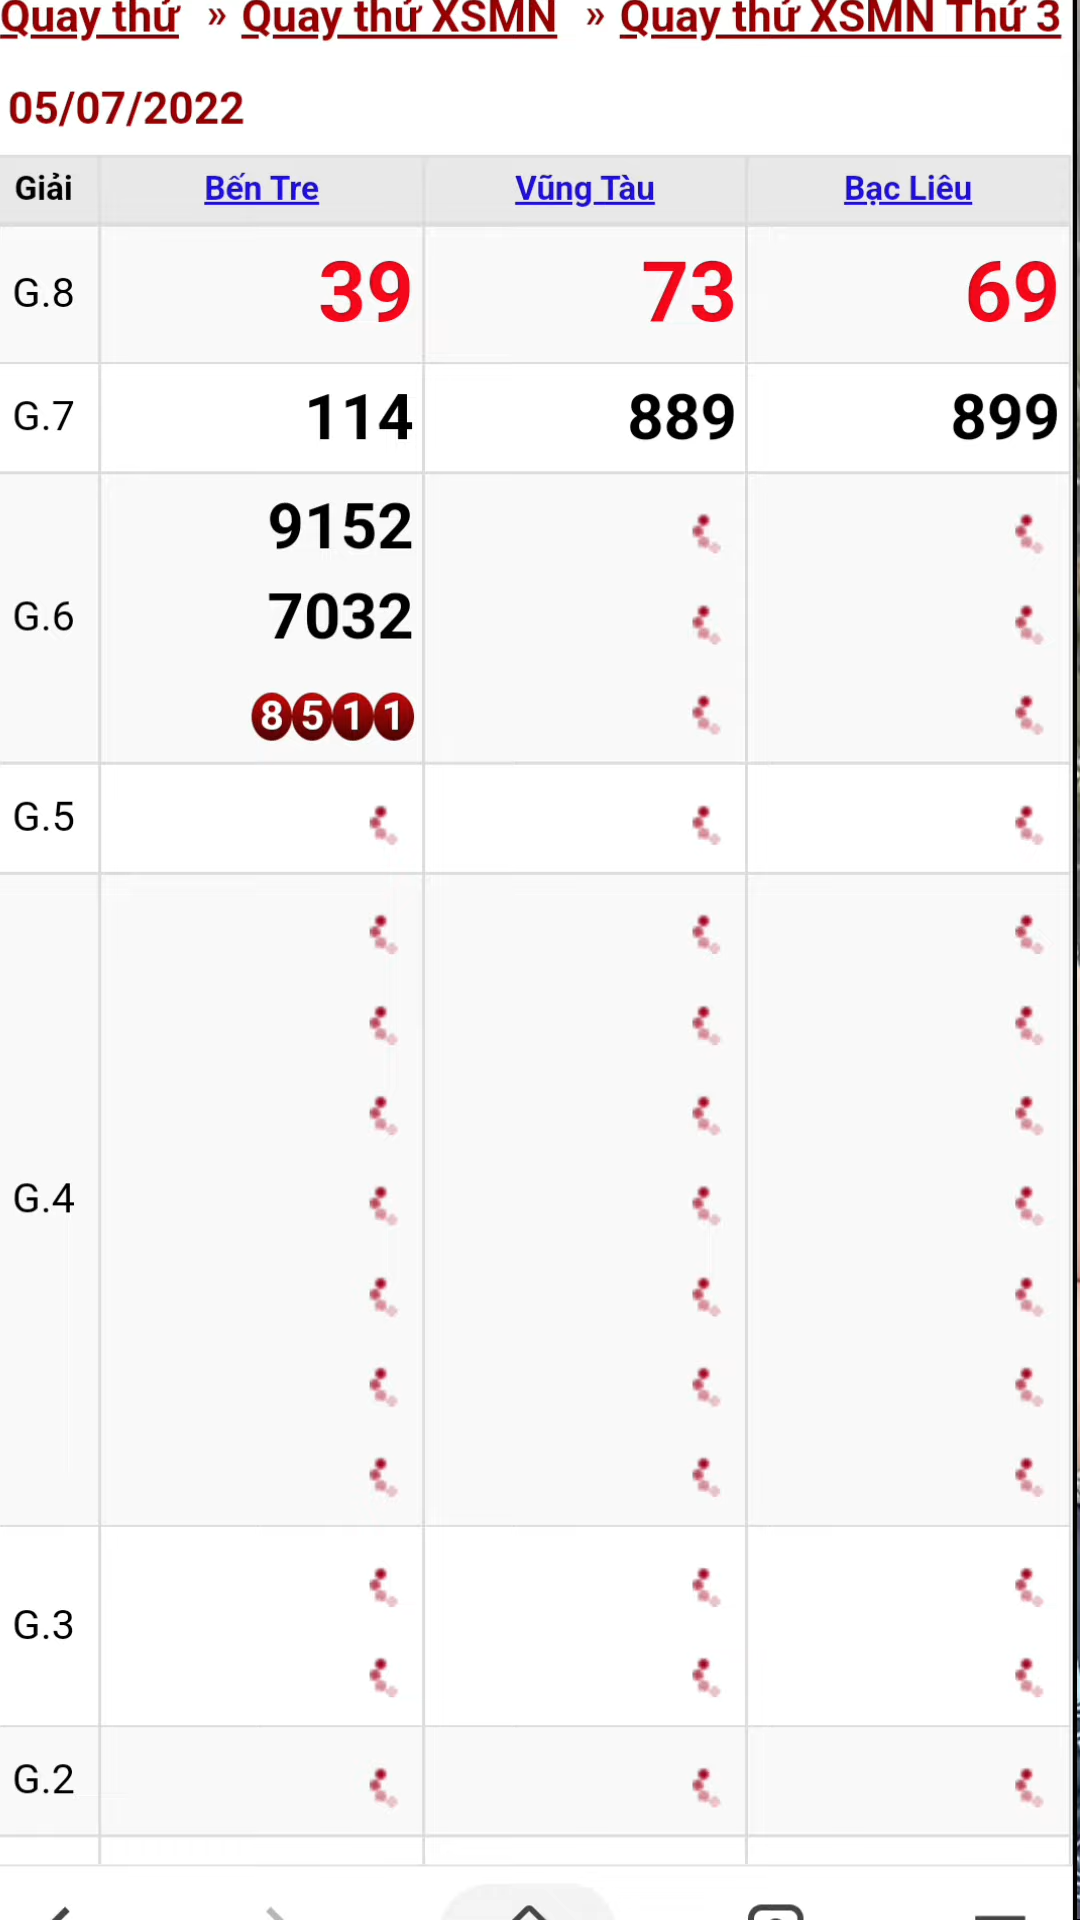 Quay thử » Quay thử XSMN » Quay thử XSMN Thứ 3
05/07/2022
Giải Bến Tre Vũng Tàu Bạc Liêu
G.8 39 73 69
G.7 114 889 899
G.6 9152
7032
8511
G.5
G.4
G.3
G.2